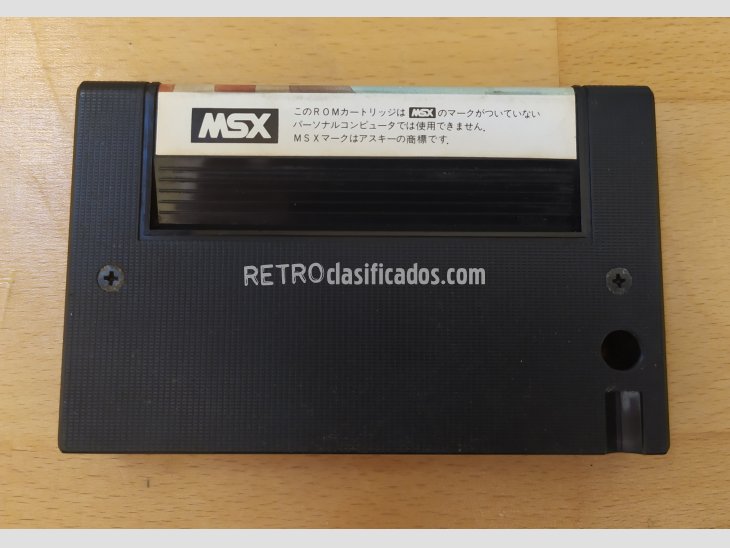 MSX
このROMカートリッジは MSX のマークがついていない
パーソナルコンピュータでは使用できません.
MSXマークはアスキーの商標です.
RETROclasificados.com